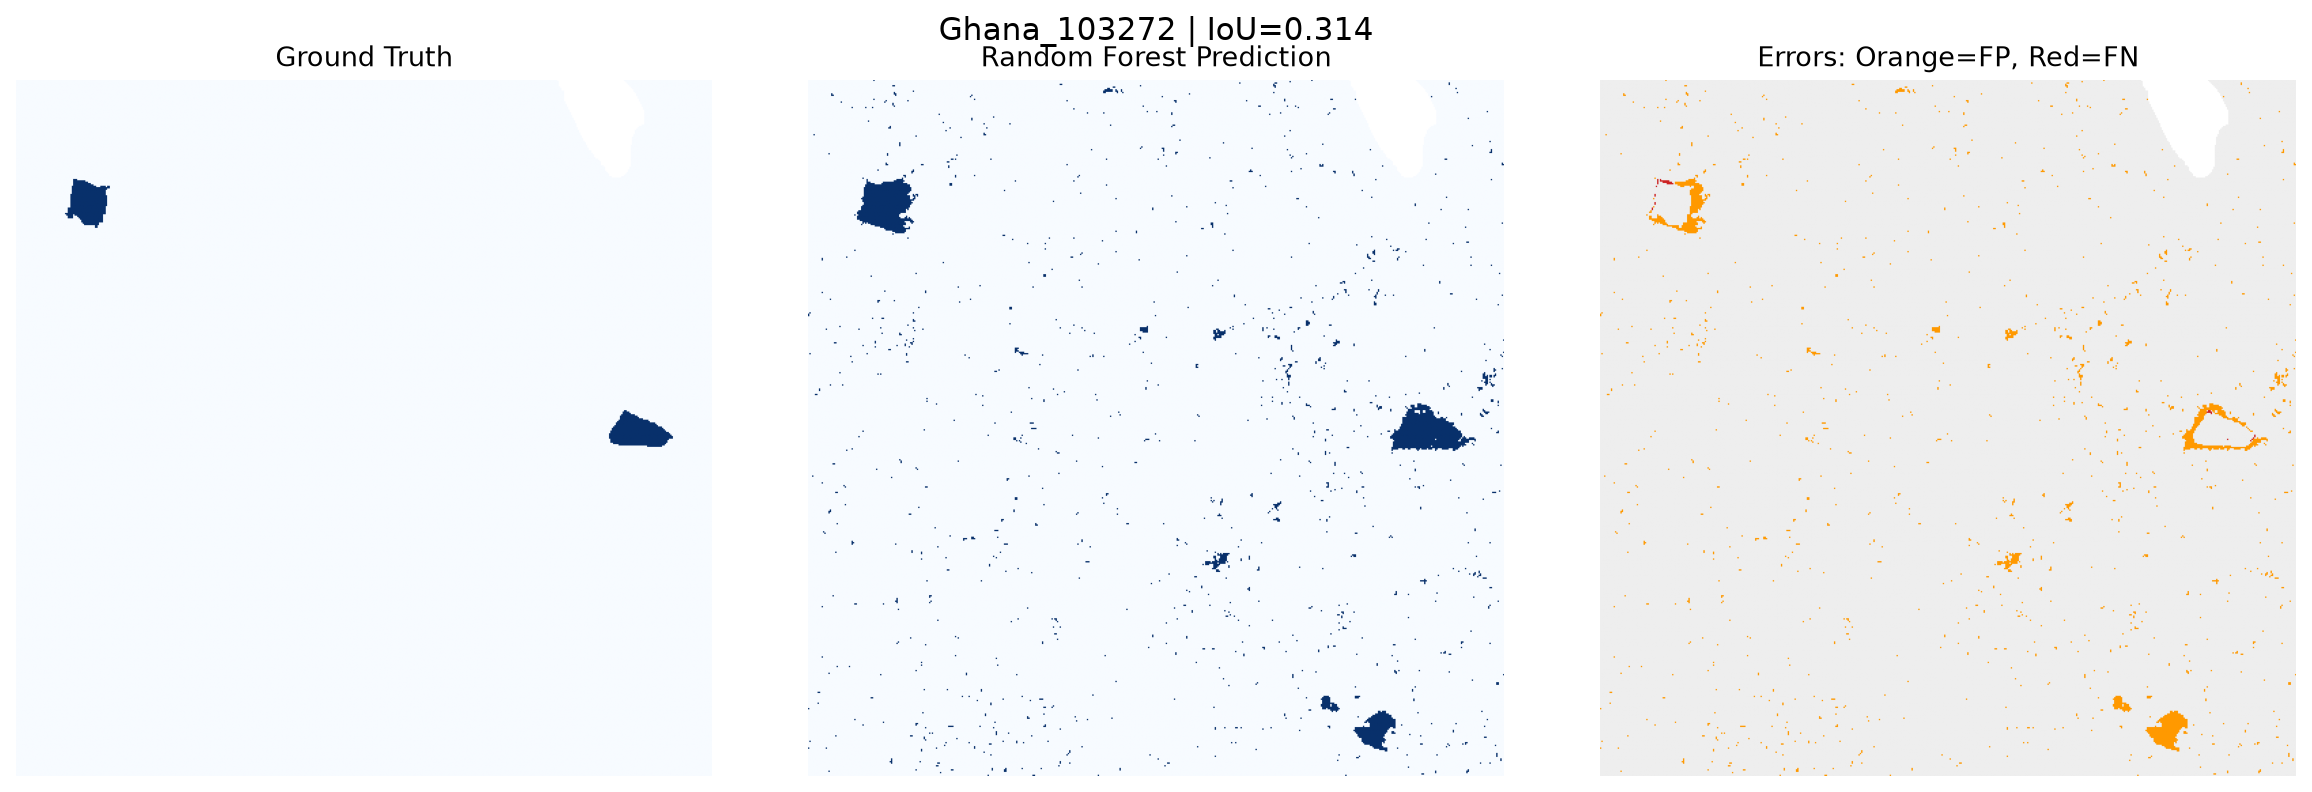 Ghana_103272 | IoU=0.314
Ground Truth
Random Forest Prediction
Errors: Orange=FP, Red=FN